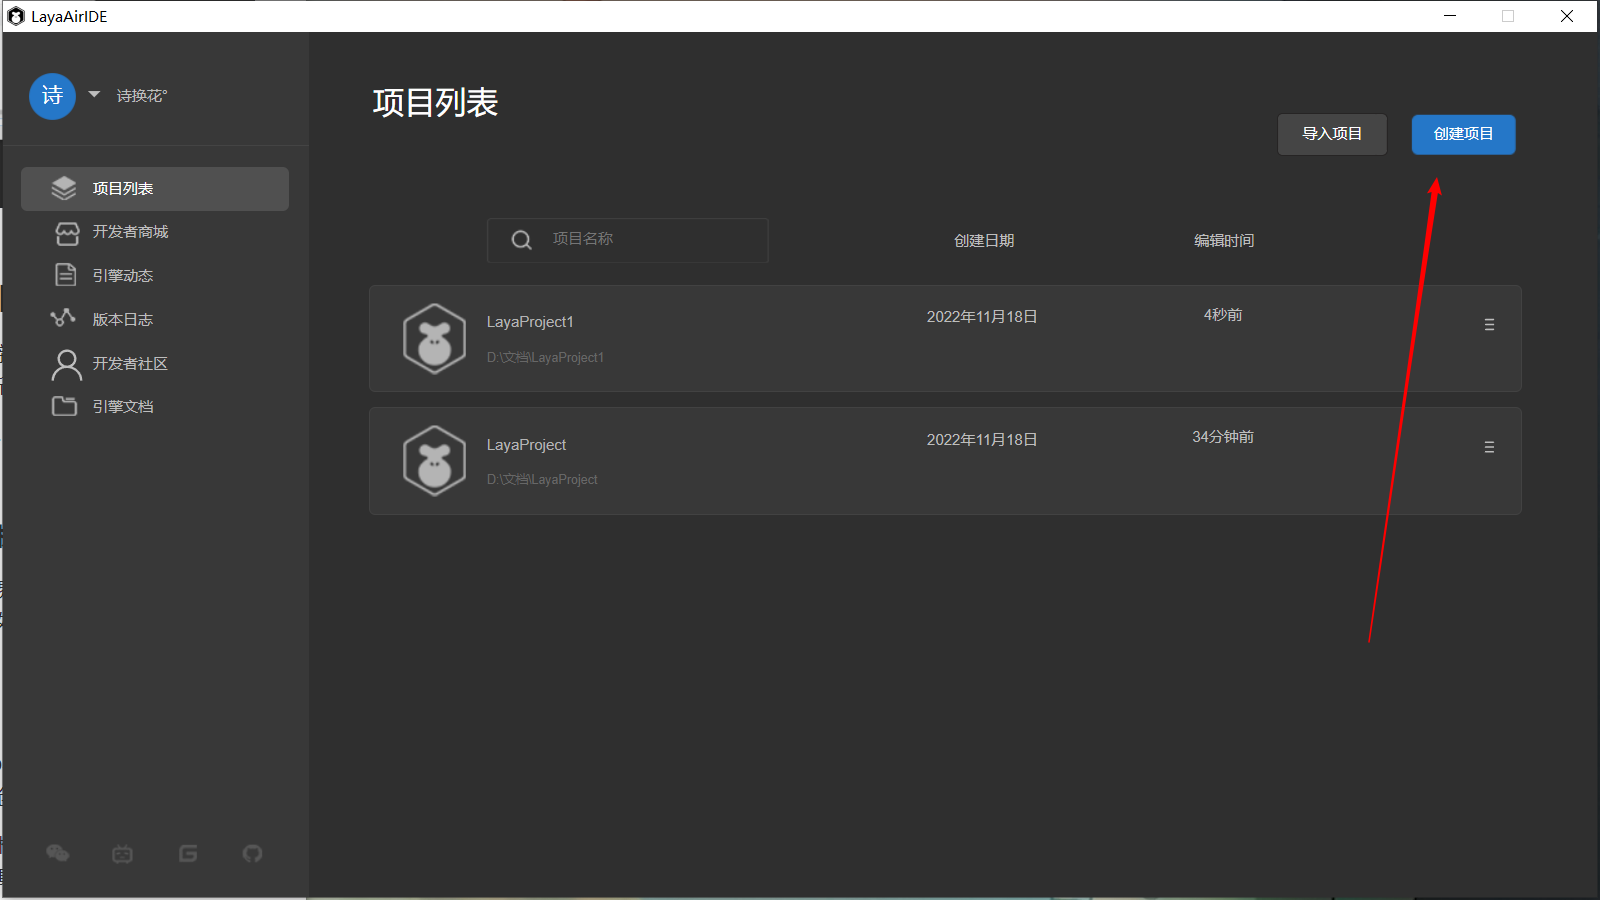 LayaAirIDE
诗
诗换花°
项目列表
开发者商城
引擎动态
版本日志
开发者社区
引擎文档
项目列表
导入项目
创建项目
项目名称
创建日期
编辑时间
LayaProject1
2022年11月18日
4秒前
D:\文档\LayaProject1
LayaProject
2022年11月18日
34分钟前
D:\文档\LayaProject